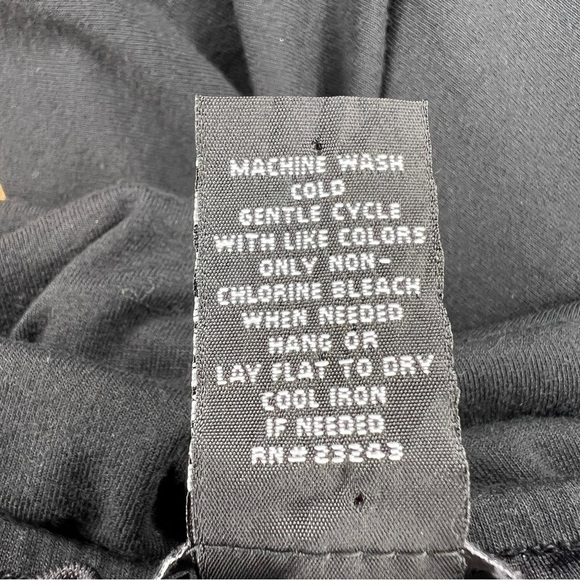 MACHINE WASH
COLD
GENTLE CYCLE
WITH LIKE COLORS
ONLY NON-
CHLORINE BLEACH
WHEN NEEDED
HANG OR
LAY FLAT TO DRY
COOL IRON
IF NEEDED
RN#23243